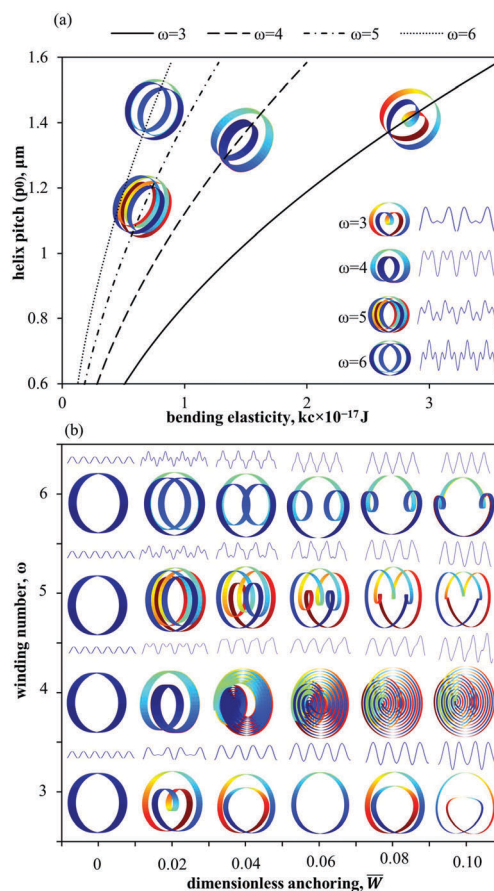 (a)
ω=3 ω=4 ω=5 ω=6
1.6
1.4
1.2
1
0.8
0.6
helix pitch (p0), μm
ω=3
ω=4
ω=5
ω=6
0 1 2 3
bending elasticity, kc×10⁻¹⁷J
(b)
6
5
4
3
winding number, ω
0 0.02 0.04 0.06 0.08 0.10
dimensionless anchoring, W̅